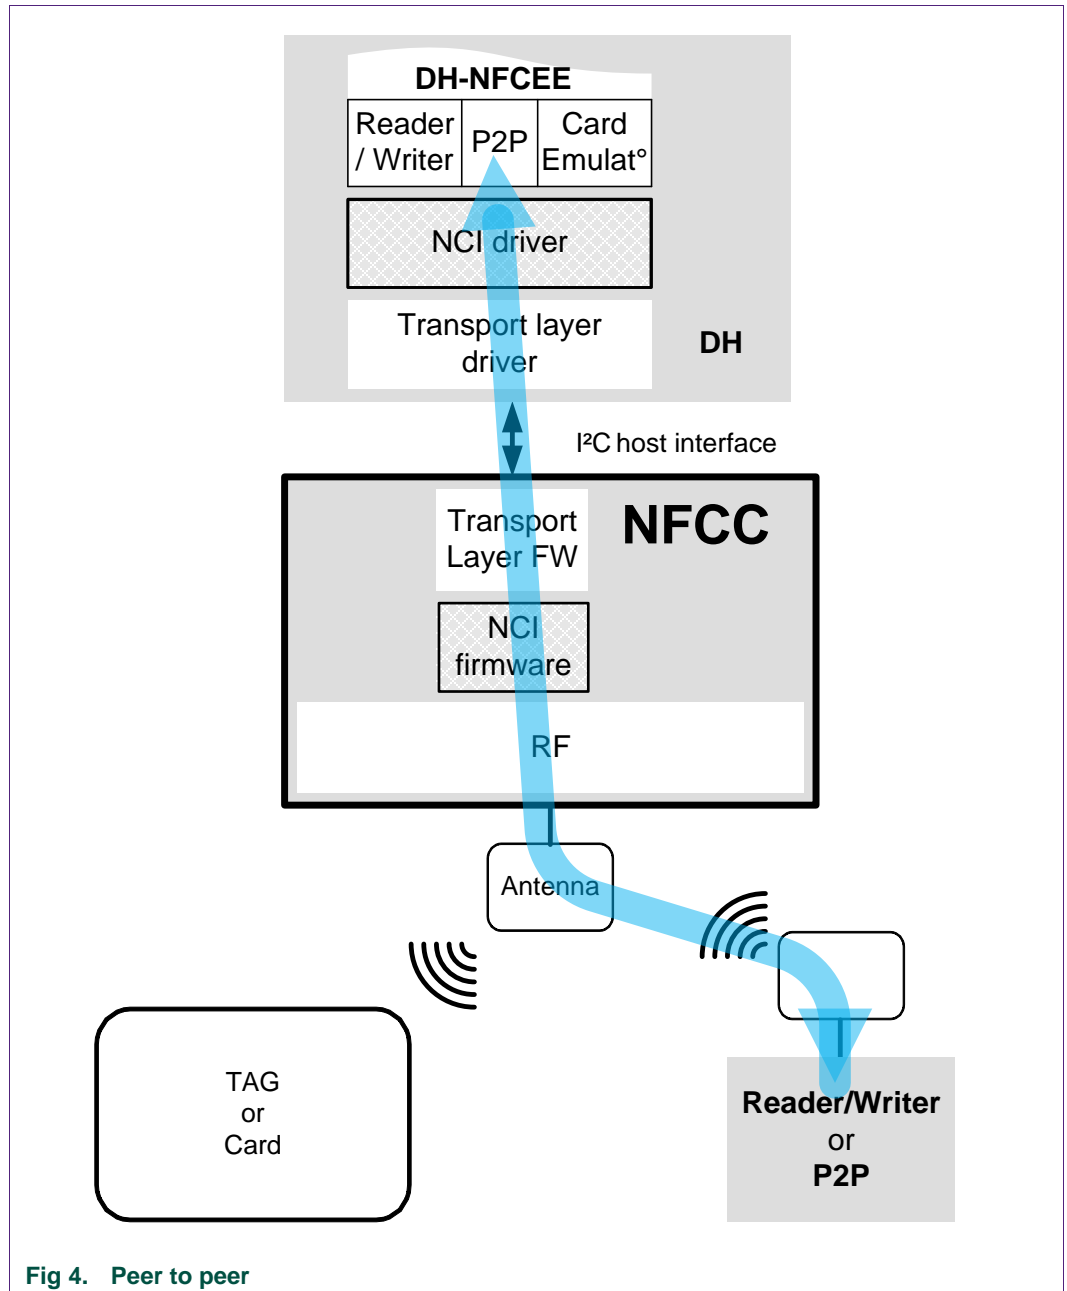 DH-NFCEE
Reader
/ Writer
P2P
Card
Emulat°
NCI driver
Transport layer
driver
DH
I²C host interface
NFCC
Transport
Layer FW
NCI
firmware
RF
Antenna
TAG
or
Card
Reader/Writer
or
P2P
Fig 4. Peer to peer